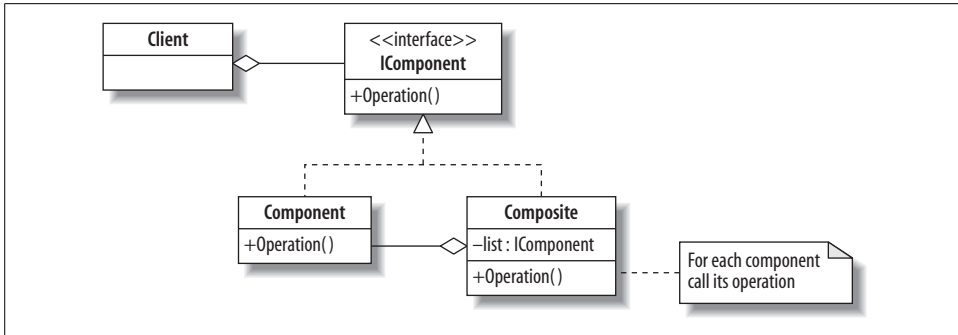 Client
<<interface>>
IComponent
+Operation()
Component
+Operation()
Composite
–list : IComponent
+Operation()
For each component
call its operation